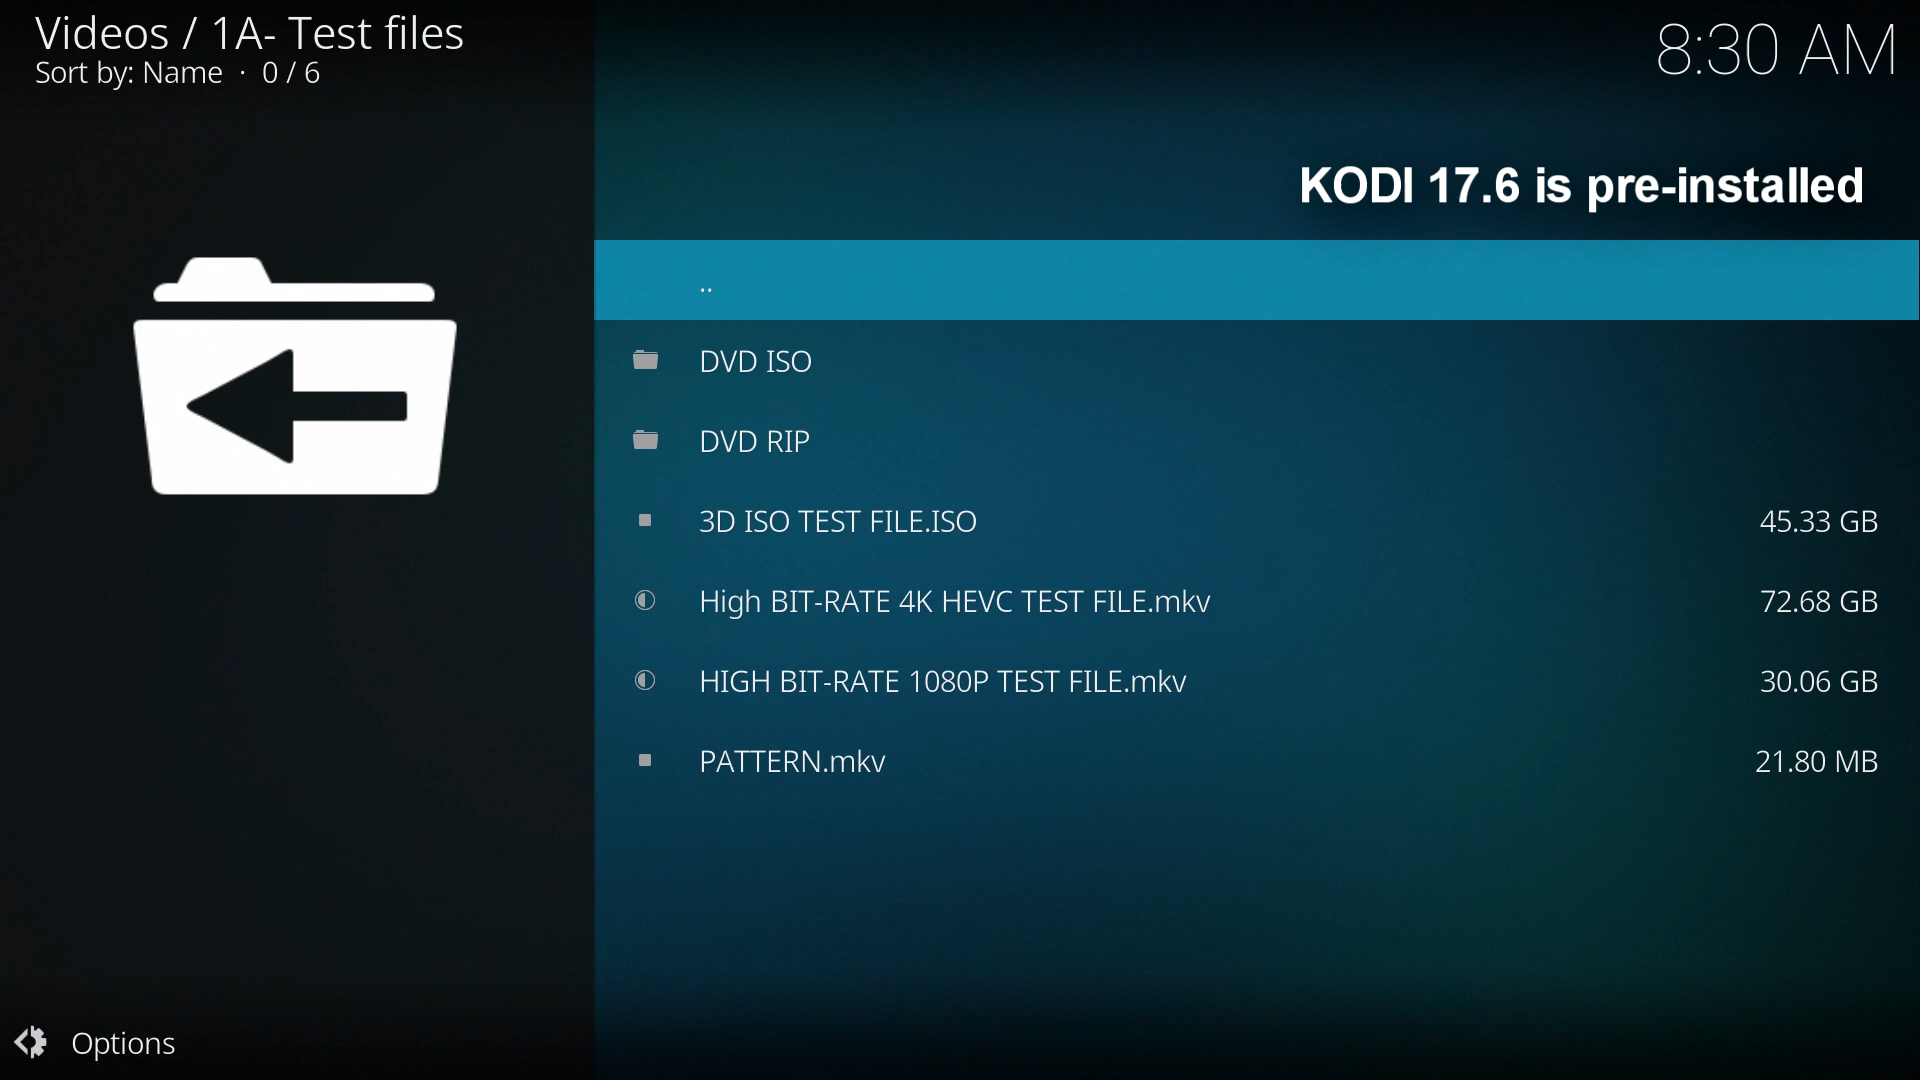 Videos / 1A- Test files
Sort by: Name · 0 / 6
8:30 AM
KODI 17.6 is pre-installed
..
DVD ISO
DVD RIP
3D ISO TEST FILE.ISO 45.33 GB
High BIT-RATE 4K HEVC TEST FILE.mkv 72.68 GB
HIGH BIT-RATE 1080P TEST FILE.mkv 30.06 GB
PATTERN.mkv 21.80 MB
Options